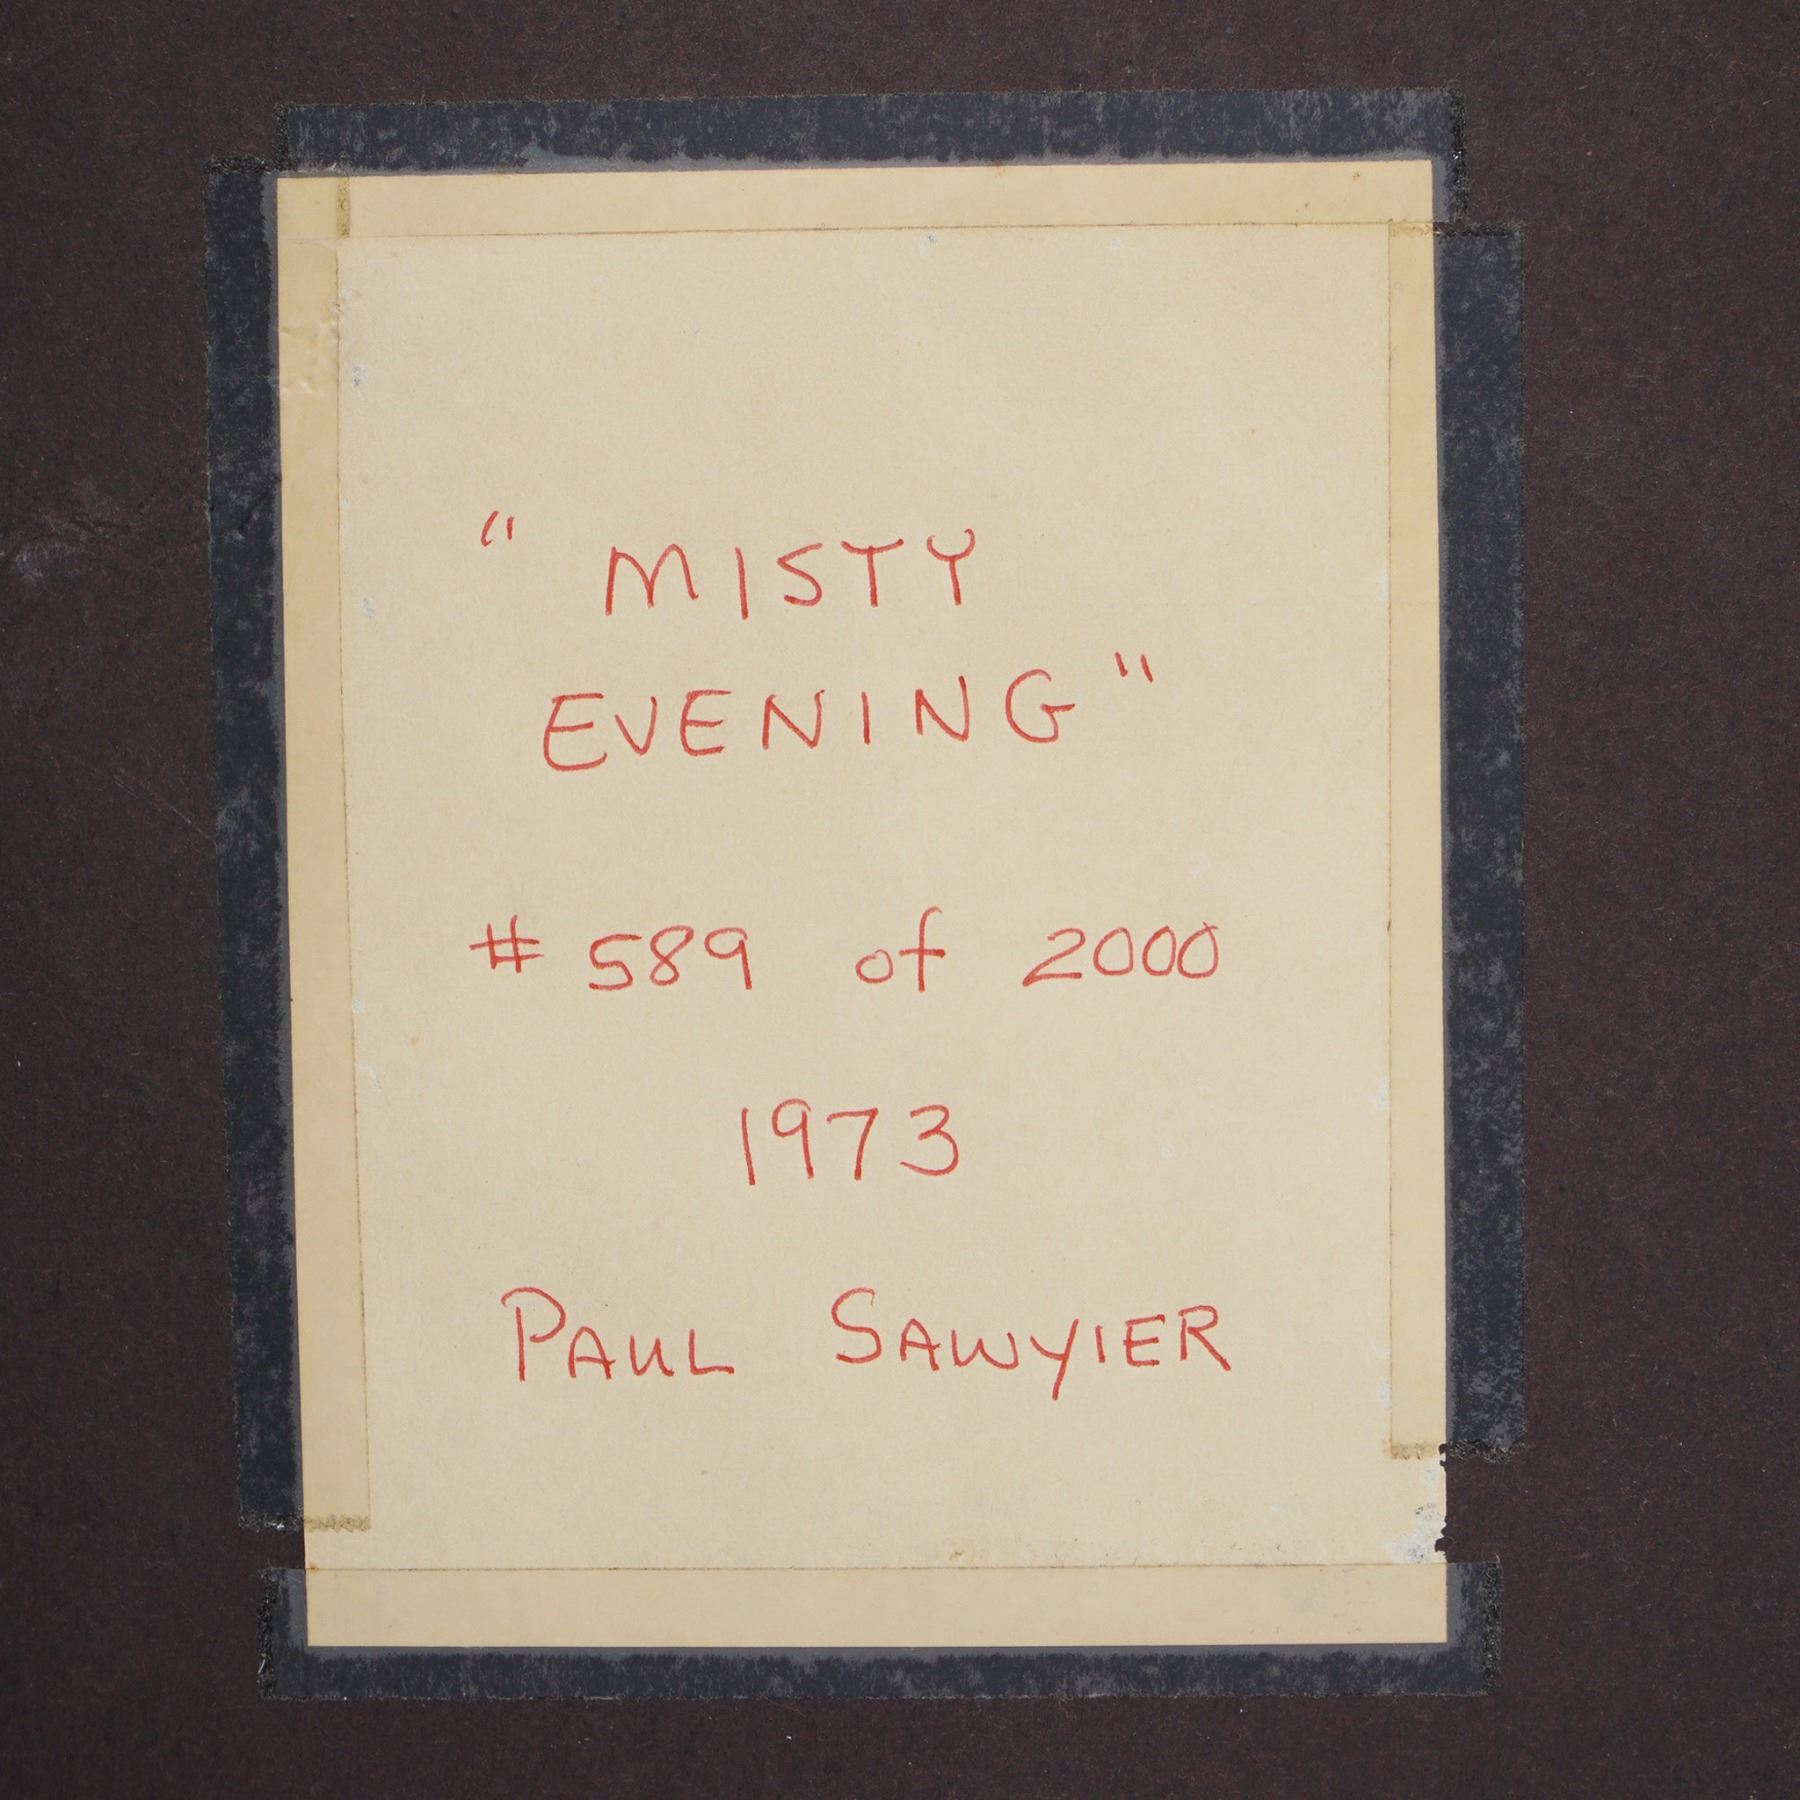 " MISTY
EVENING "
# 589 of 2000
1973
PAUL SAWYIER